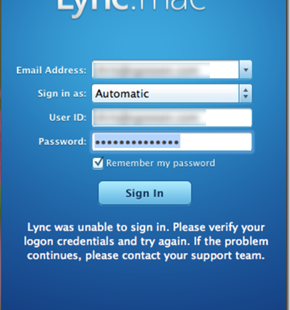 Lync.mac
Email Address:
Sign in as: Automatic
User ID:
Password: ••••••••••••••
Remember my password
Sign In
Lync was unable to sign in. Please verify your
logon credentials and try again. If the problem
continues, please contact your support team.